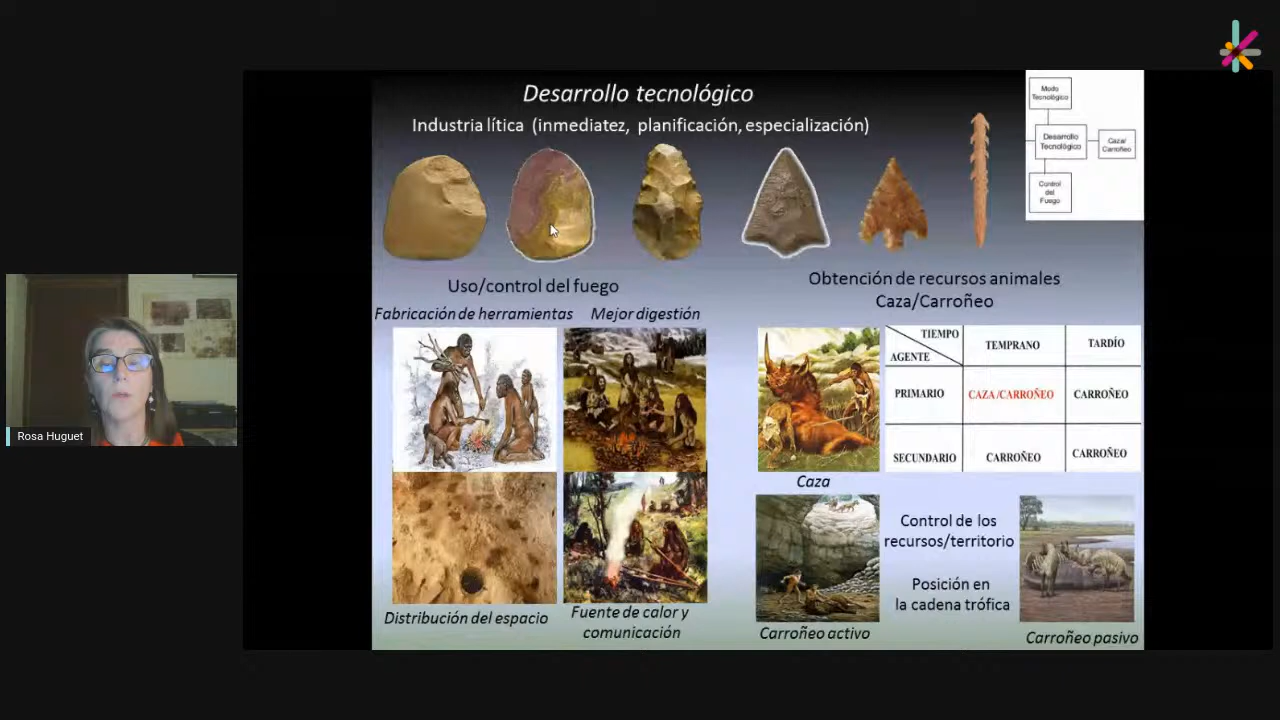 Desarrollo tecnológico
Industria lítica (inmediatez, planificación, especialización)
Modo
Tecnológico
Desarrollo
Tecnológico
Caza/
Carroñeo
Control
del
Fuego
Uso/control del fuego
Fabricación de herramientas
Mejor digestión
Obtención de recursos animales
Caza/Carroñeo
TIEMPO
AGENTE
TEMPRANO
TARDÍO
PRIMARIO
CAZA/CARROÑEO
CARROÑEO
SECUNDARIO
CARROÑEO
CARROÑEO
Rosa Huguet
Caza
Control de los
recursos/territorio
Posición en
la cadena trófica
Distribución del espacio
Fuente de calor y
comunicación
Carroñeo activo
Carroñeo pasivo